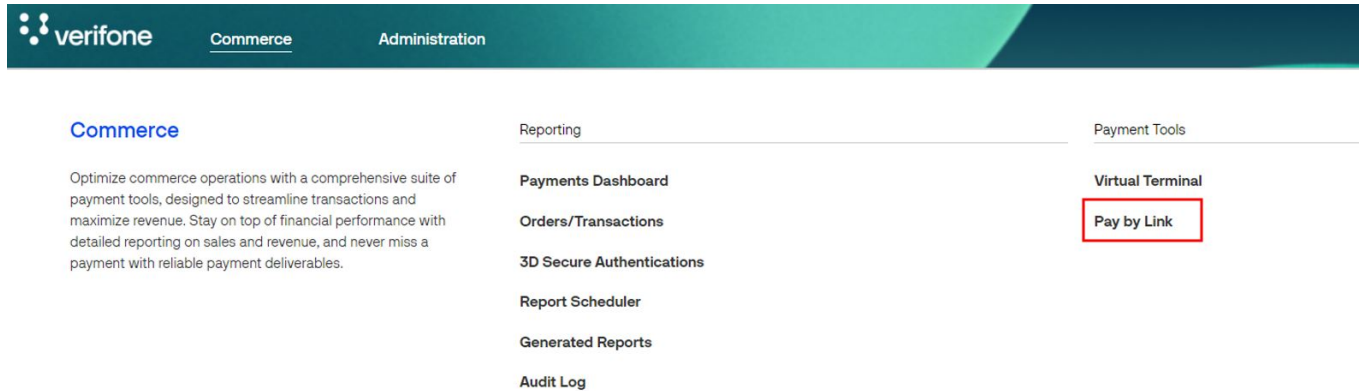 verifone
Commerce
Administration
Commerce
Optimize commerce operations with a comprehensive suite of
payment tools, designed to streamline transactions and
maximize revenue. Stay on top of financial performance with
detailed reporting on sales and revenue, and never miss a
payment with reliable payment deliverables.
Reporting
Payments Dashboard
Orders/Transactions
3D Secure Authentications
Report Scheduler
Generated Reports
Audit Log
Payment Tools
Virtual Terminal
Pay by Link